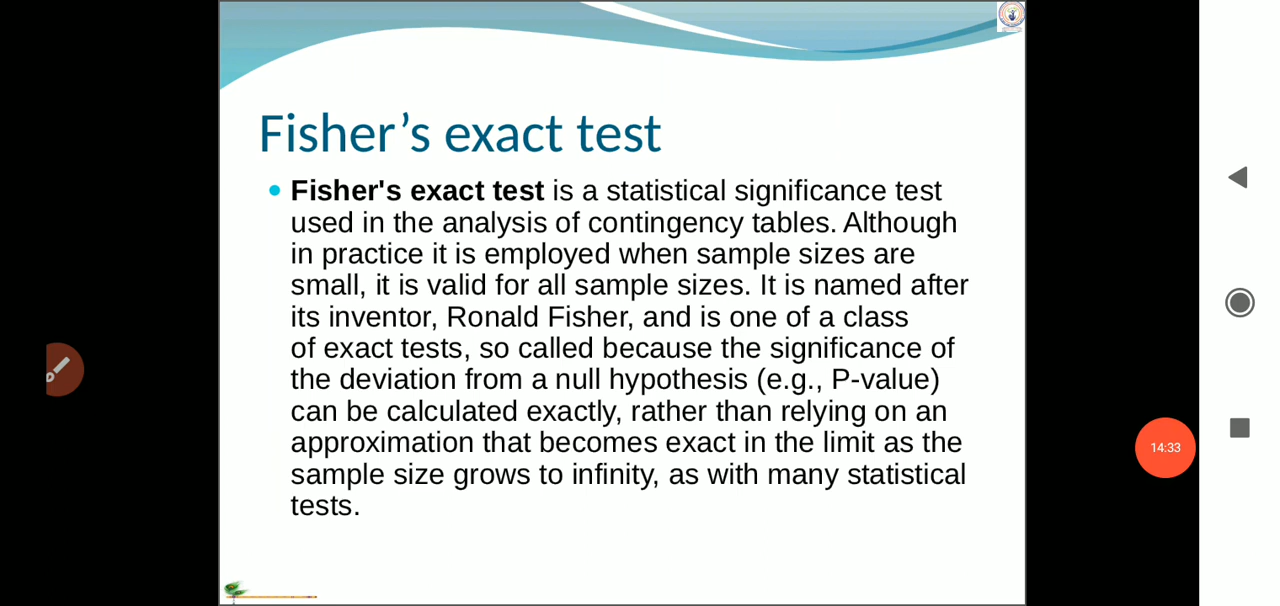 Fisher’s exact test
Fisher's exact test is a statistical significance test
used in the analysis of contingency tables. Although
in practice it is employed when sample sizes are
small, it is valid for all sample sizes. It is named after
its inventor, Ronald Fisher, and is one of a class
of exact tests, so called because the significance of
the deviation from a null hypothesis (e.g., P-value)
can be calculated exactly, rather than relying on an
approximation that becomes exact in the limit as the
sample size grows to infinity, as with many statistical
tests.
14:33